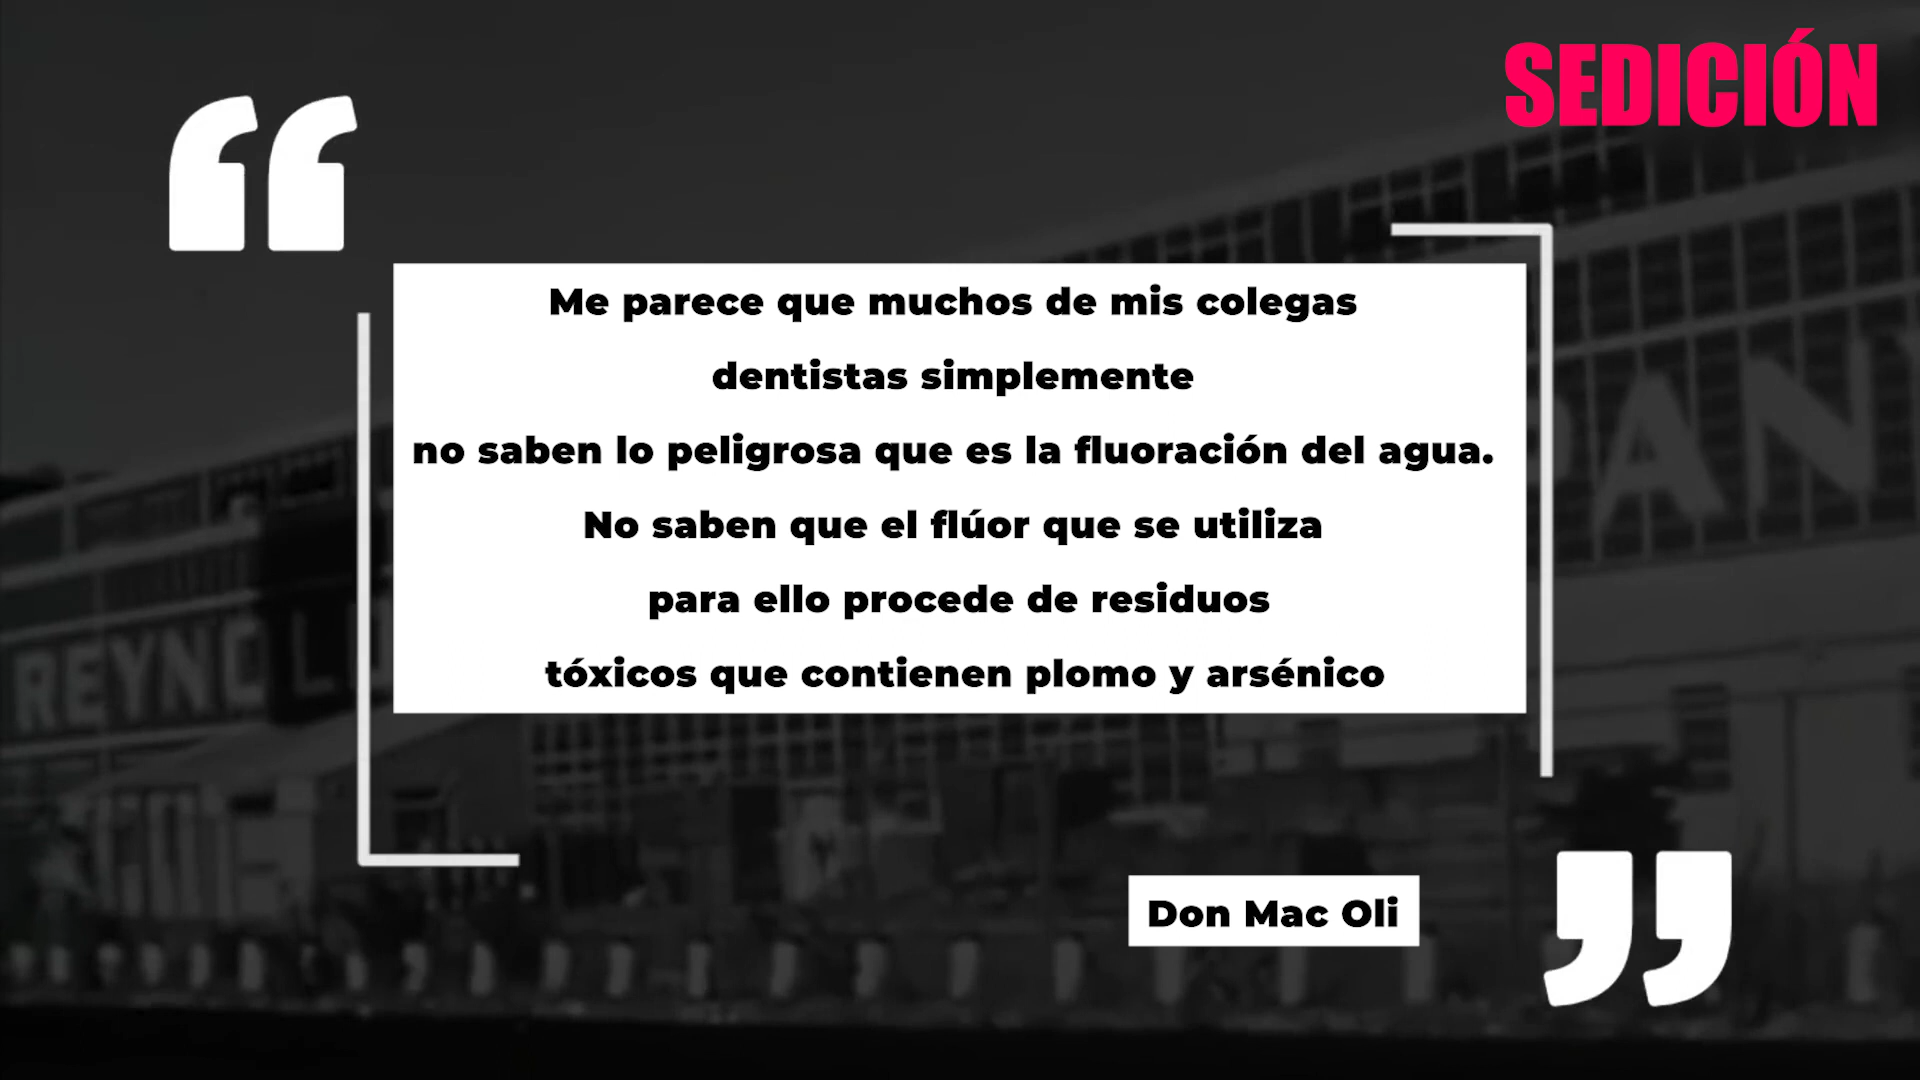 SEDICIÓN
Me parece que muchos de mis colegas
dentistas simplemente
no saben lo peligrosa que es la fluoración del agua.
No saben que el flúor que se utiliza
para ello procede de residuos
tóxicos que contienen plomo y arsénico
Don Mac Oli
REYNOL
PAN